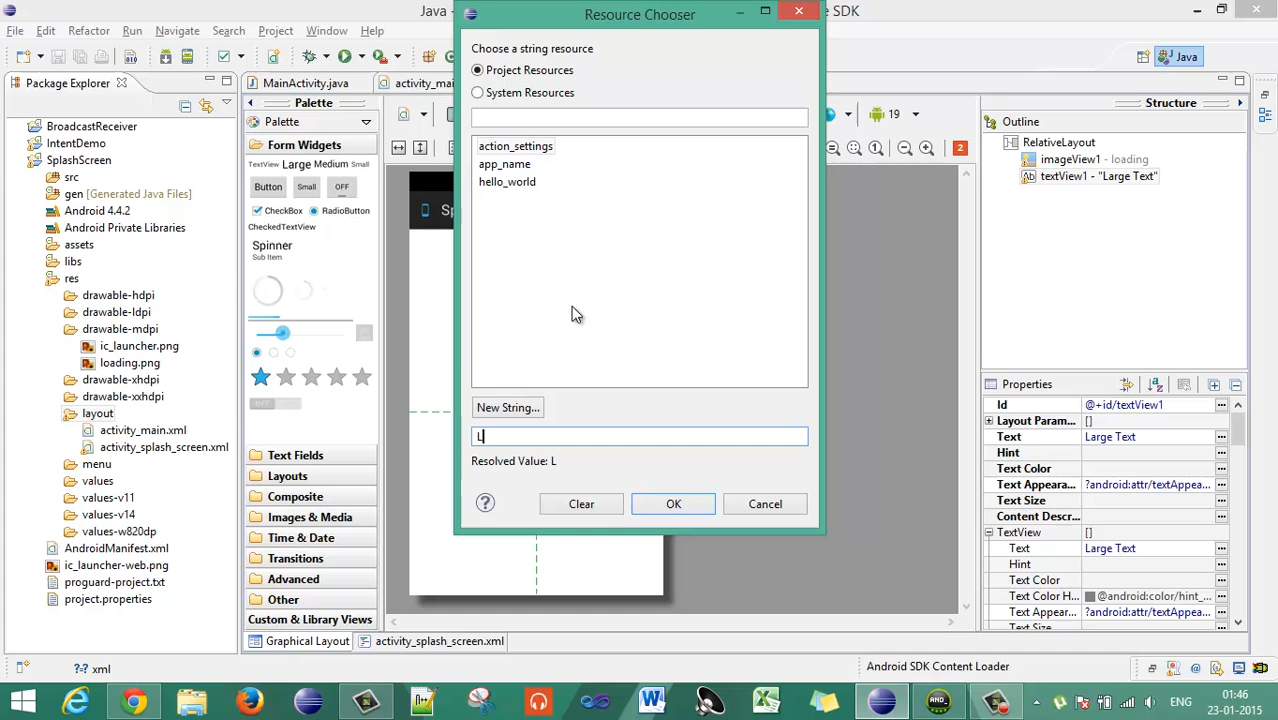 Java -
e SDK
Resource Chooser
File Edit Refactor Run Navigate Search Project Window Help
Java
Package Explorer
BroadcastReceiver
IntentDemo
SplashScreen
src
gen [Generated Java Files]
Android 4.4.2
Android Private Libraries
assets
libs
res
drawable-hdpi
drawable-ldpi
drawable-mdpi
ic_launcher.png
loading.png
drawable-xhdpi
drawable-xxhdpi
layout
activity_main.xml
activity_splash_screen.xml
menu
values
values-v11
values-v14
values-w820dp
AndroidManifest.xml
ic_launcher-web.png
proguard-project.txt
project.properties
MainActivity.java
activity_ma
Palette
Palette
Form Widgets
TextView Large Medium Small
Button Small OFF
CheckBox RadioButton
CheckedTextView
Spinner
Sub Item
OFF
Text Fields
Layouts
Composite
Images & Media
Time & Date
Transitions
Advanced
Other
Custom & Library Views
Graphical Layout
activity_splash_screen.xml
Sp
Choose a string resource
Project Resources
System Resources
action_settings
app_name
hello_world
New String...
L
Resolved Value: L
Clear
OK
Cancel
19
2
Structure
Outline
RelativeLayout
imageView1 - loading
textView1 - "Large Text"
Properties
Id @+id/textView1
Layout Param... []
Text Large Text
Hint
Text Color
Text Appeara... ?android:attr/textAppea...
Text Size
Content Descr...
TextView []
Text Large Text
Hint
Text Color
Text Color H... @android:color/hint_...
Text Appear... ?android:attr/textAppea...
Text Size
xml
Android SDK Content Loader
ENG
01:46
23-01-2015